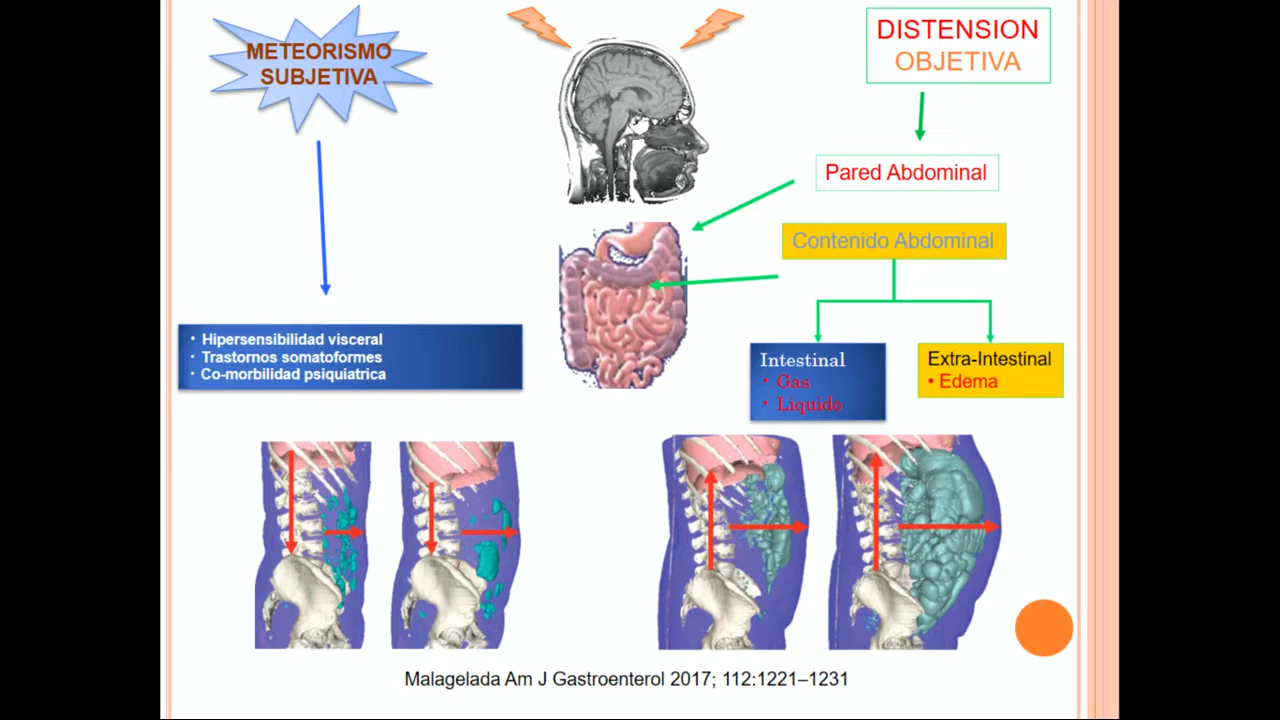 METEORISMO
SUBJETIVA
DISTENSION
OBJETIVA
Pared Abdominal
Contenido Abdominal
• Hipersensibilidad visceral
• Trastornos somatoformes
• Co-morbilidad psiquiatrica
Intestinal
• Gas
• Liquido
Extra-Intestinal
• Edema
Malagelada Am J Gastroenterol 2017; 112:1221–1231